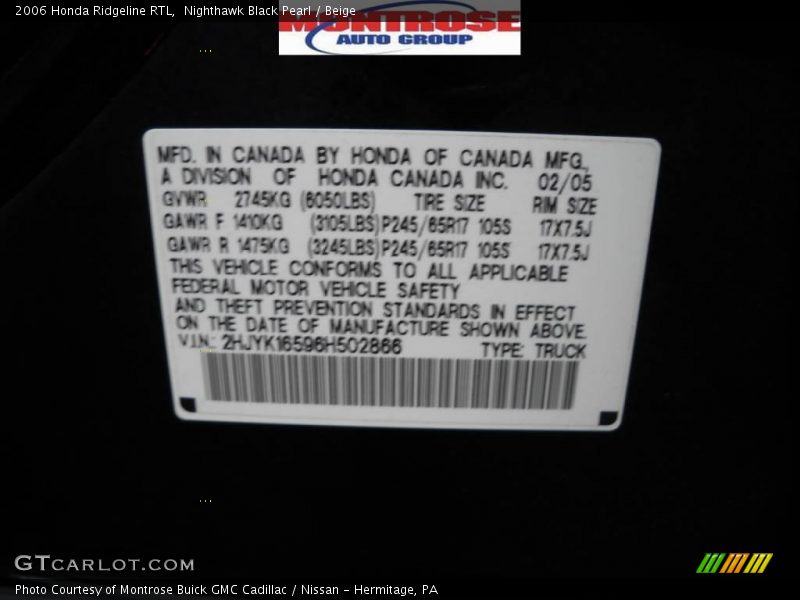 2006 Honda Ridgeline RTL, Nighthawk Black Pearl / Beige
MONTROSE
AUTO GROUP
MFD. IN CANADA BY HONDA OF CANADA MFG.,
A DIVISION OF HONDA CANADA INC. 02/05
GVWR 2745KG (6050LBS) TIRE SIZE RIM SIZE
GAWR F 1410KG (3105LBS)P245/65R17 105S 17X7.5J
GAWR R 1475KG (3245LBS)P245/65R17 105S 17X7.5J
THIS VEHICLE CONFORMS TO ALL APPLICABLE
FEDERAL MOTOR VEHICLE SAFETY
AND THEFT PREVENTION STANDARDS IN EFFECT
ON THE DATE OF MANUFACTURE SHOWN ABOVE.
V.I.N.: 2HJYK16596H502866 TYPE: TRUCK
GTCARLOT.COM
Photo Courtesy of Montrose Buick GMC Cadillac / Nissan - Hermitage, PA